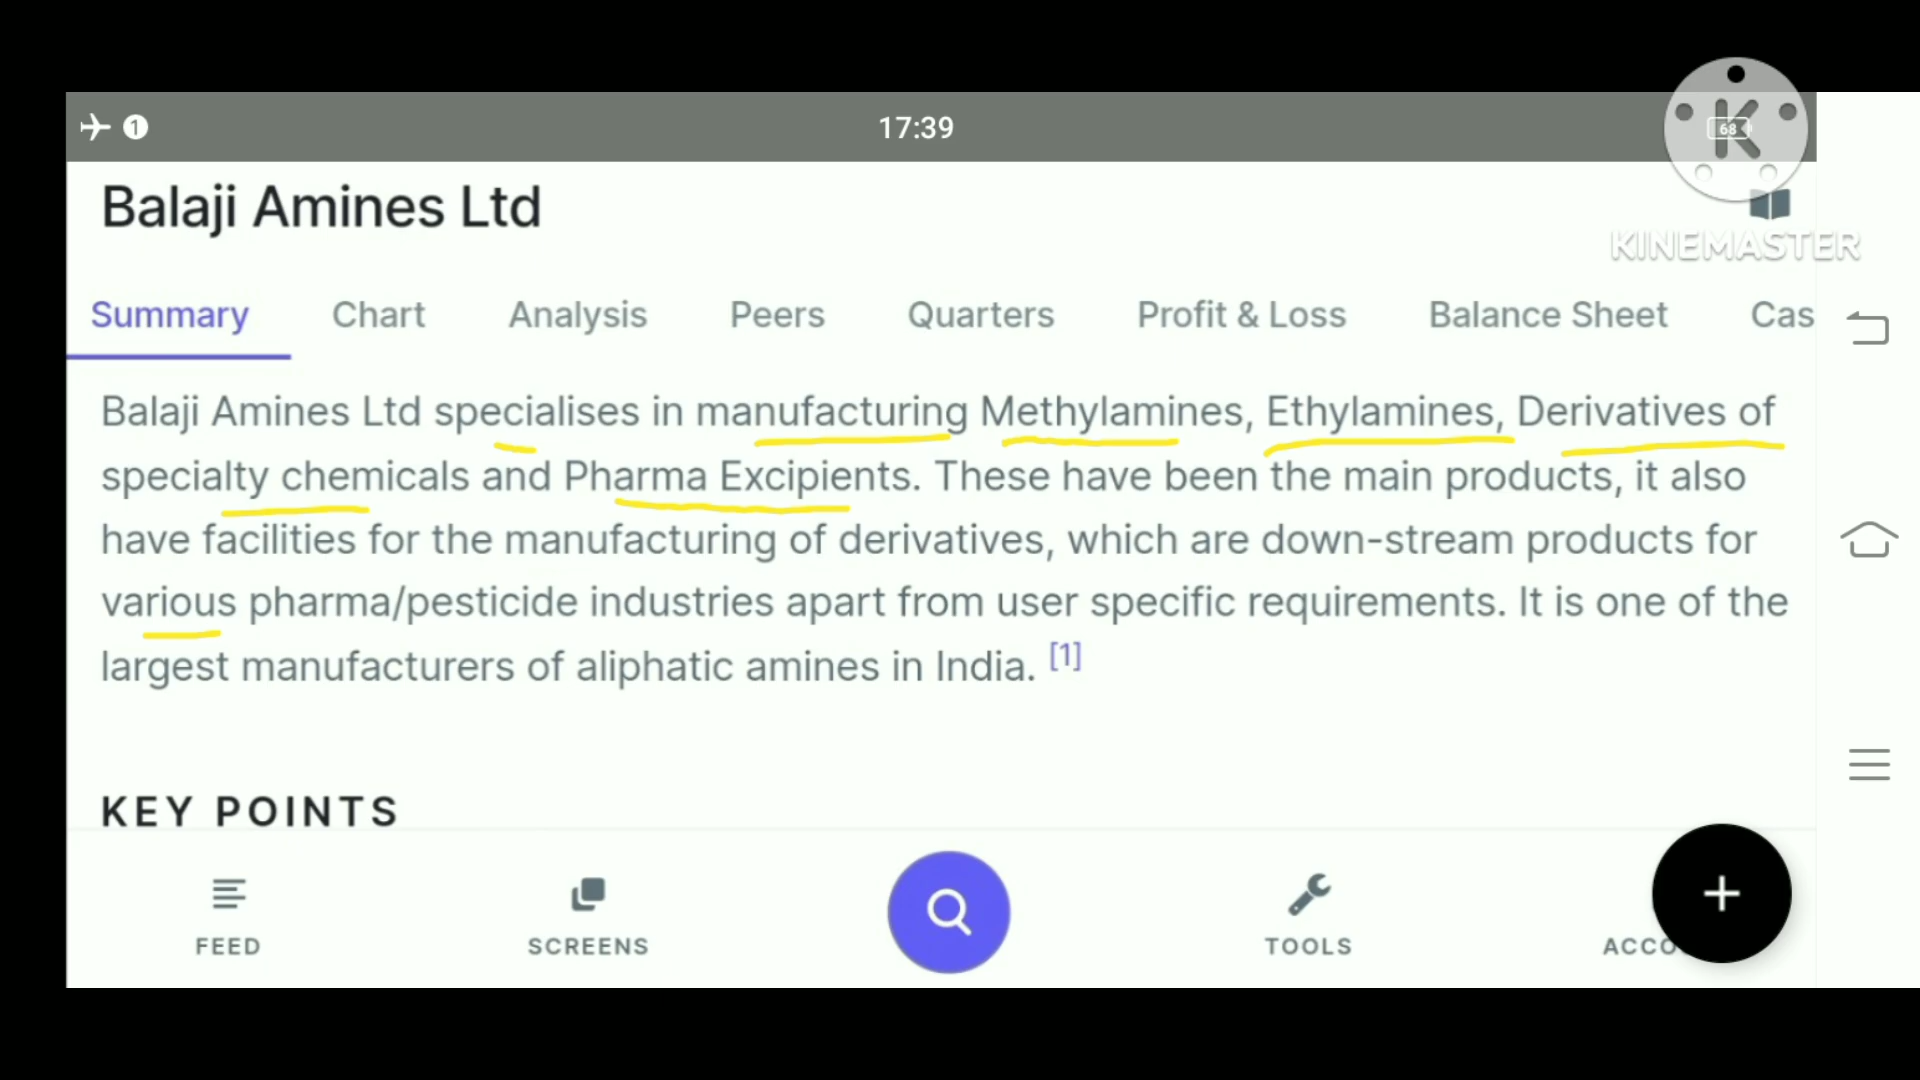 1
17:39
68
K
KINEMASTER
Balaji Amines Ltd
Summary Chart Analysis Peers Quarters Profit & Loss Balance Sheet Cas
Balaji Amines Ltd specialises in manufacturing Methylamines, Ethylamines, Derivatives of
specialty chemicals and Pharma Excipients. These have been the main products, it also
have facilities for the manufacturing of derivatives, which are down-stream products for
various pharma/pesticide industries apart from user specific requirements. It is one of the
largest manufacturers of aliphatic amines in India. [1]
KEY POINTS
FEED SCREENS TOOLS ACCO